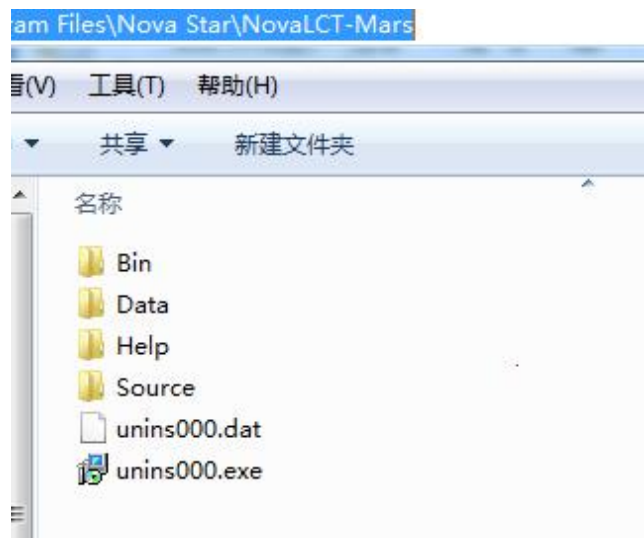 ram Files\Nova Star\NovaLCT-Mars
看(V) 工具(T) 帮助(H)
共享 新建文件夹
名称
Bin
Data
Help
Source
unins000.dat
unins000.exe